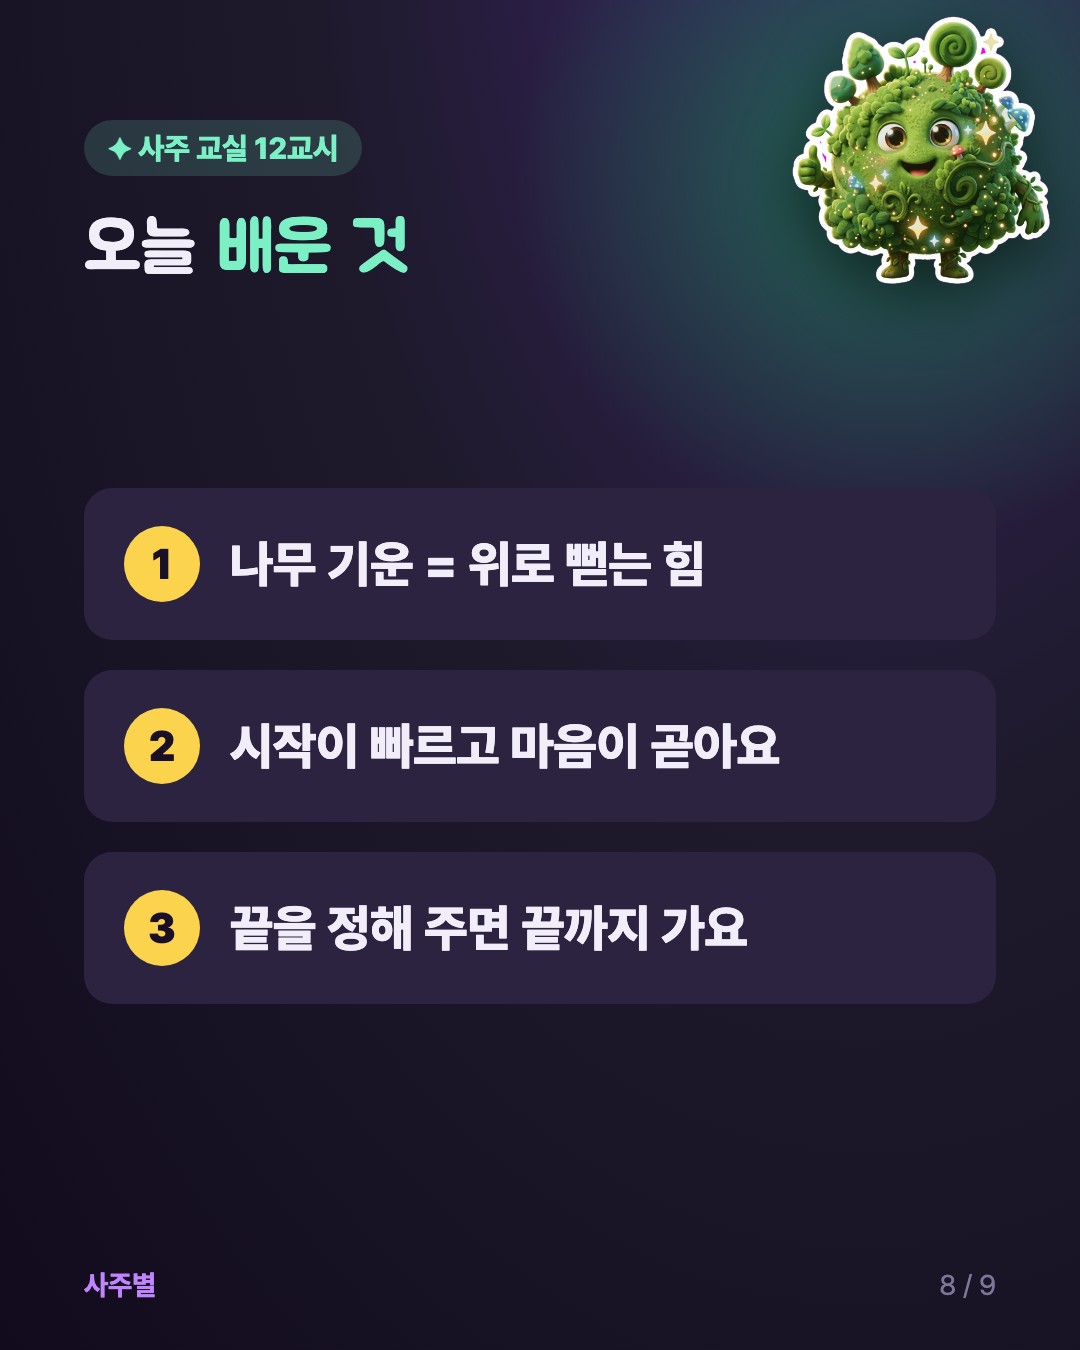 ✦ 사주 교실 12교시
오늘 배운 것
1 나무 기운 = 위로 뻗는 힘
2 시작이 빠르고 마음이 곧아요
3 끝을 정해 주면 끝까지 가요
사주별
8 / 9